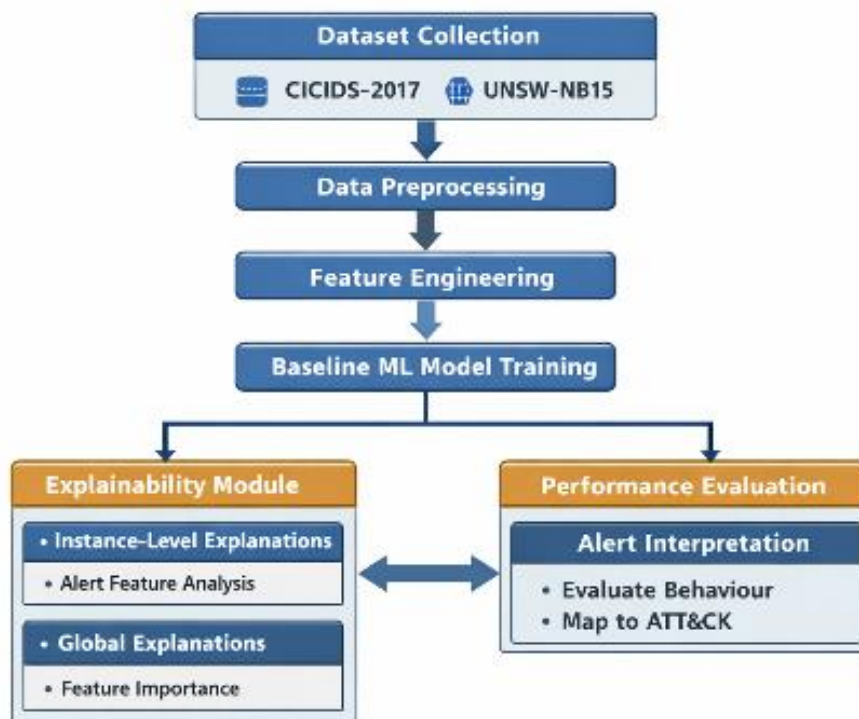 Dataset Collection
CICIDS-2017 UNSW-NB15
Data Preprocessing
Feature Engineering
Baseline ML Model Training
Explainability Module
• Instance-Level Explanations
• Alert Feature Analysis
• Global Explanations
• Feature Importance
Performance Evaluation
Alert Interpretation
• Evaluate Behaviour
• Map to ATT&CK